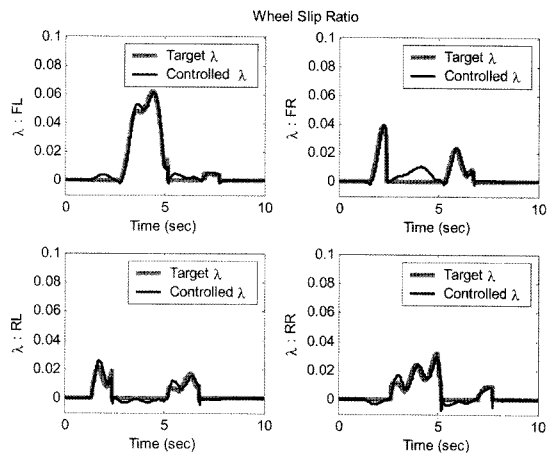 Wheel Slip Ratio
0.1
0.08
0.06
0.04
0.02
0
λ : FL
Target λ
Controlled λ
0 5 10
Time (sec)
0.1
0.08
0.06
0.04
0.02
0
λ : FR
Target λ
Controlled λ
0 5 10
Time (sec)
0.1
0.08
0.06
0.04
0.02
0
λ : RL
Target λ
Controlled λ
0 5 10
Time (sec)
0.1
0.08
0.06
0.04
0.02
0
λ : RR
Target λ
Controlled λ
0 5 10
Time (sec)